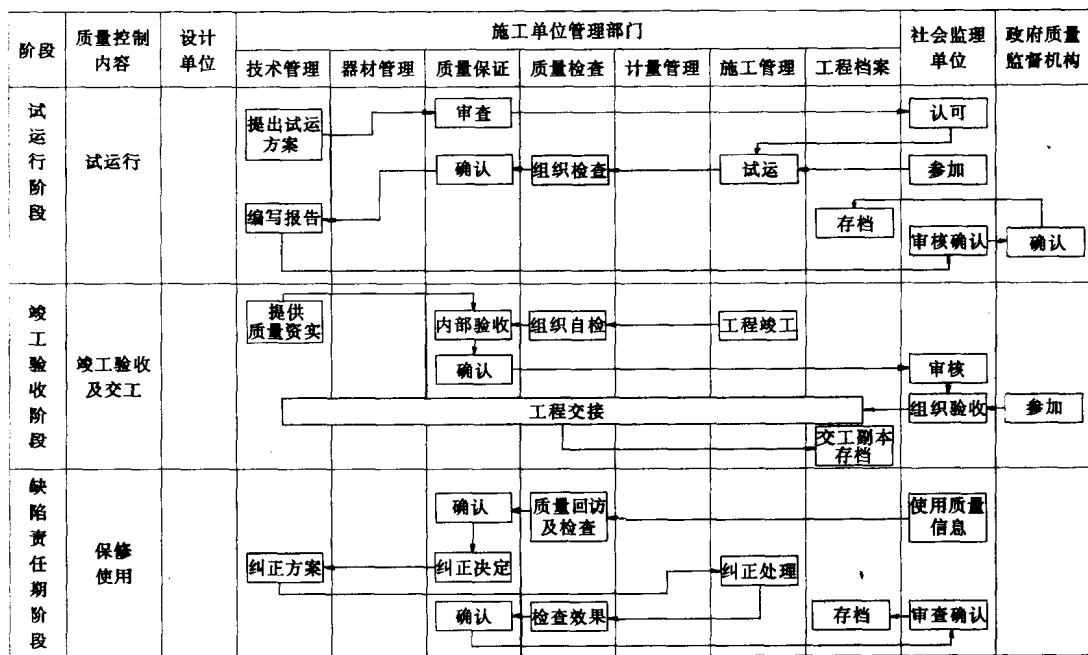 阶段
质量控制
内容
设计
单位
施工单位管理部门
技术管理
器材管理
质量保证
质量检查
计量管理
施工管理
工程档案
社会监理
单位
政府质量
监督机构
试运行阶段
试运行
提出试运
方案
审查
认可
确认
组织检查
试运
参加
编写报告
存档
审核确认
确认
竣工验收阶段
竣工验收
及交工
提供
质量资实
内部验收
组织自检
工程竣工
确认
审核
工程交接
组织验收
参加
交工副本
存档
缺陷责任期阶段
保修
使用
确认
质量回访
及检查
使用质量
信息
纠正方案
纠正决定
纠正处理
确认
检查效果
存档
审查确认